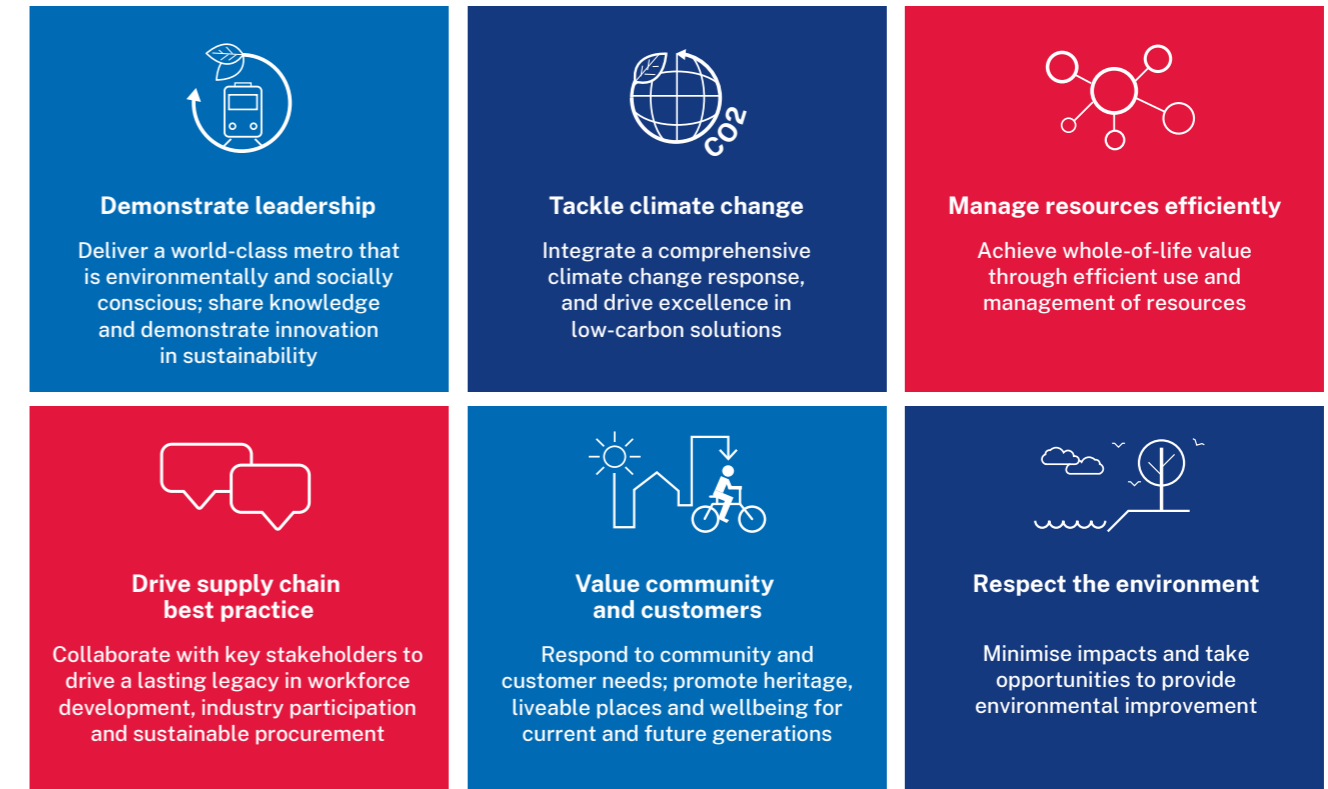 CO2
Demonstrate leadership
Deliver a world-class metro that
is environmentally and socially
conscious; share knowledge
and demonstrate innovation
in sustainability
Tackle climate change
Integrate a comprehensive
climate change response,
and drive excellence in
low-carbon solutions
Manage resources efficiently
Achieve whole-of-life value
through efficient use and
management of resources
Drive supply chain
best practice
Collaborate with key stakeholders to
drive a lasting legacy in workforce
development, industry participation
and sustainable procurement
Value community
and customers
Respond to community and
customer needs; promote heritage,
liveable places and wellbeing for
current and future generations
Respect the environment
Minimise impacts and take
opportunities to provide
environmental improvement